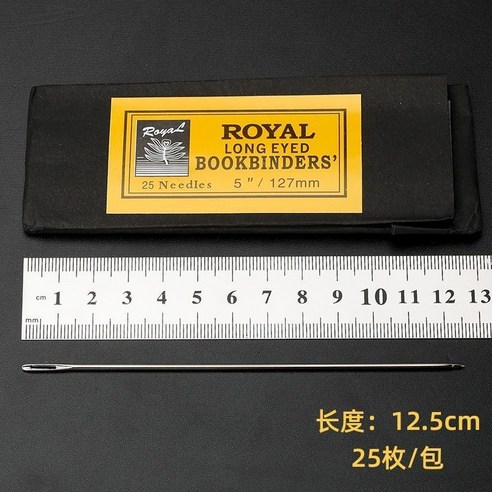 Royal
ROYAL
LONG EYED
BOOKBINDERS'
25 Needles 5"/127mm
cm 1 2 3 4 5 6 7 8 9 10 11 12 13
mm
长度：12.5cm
25枚/包